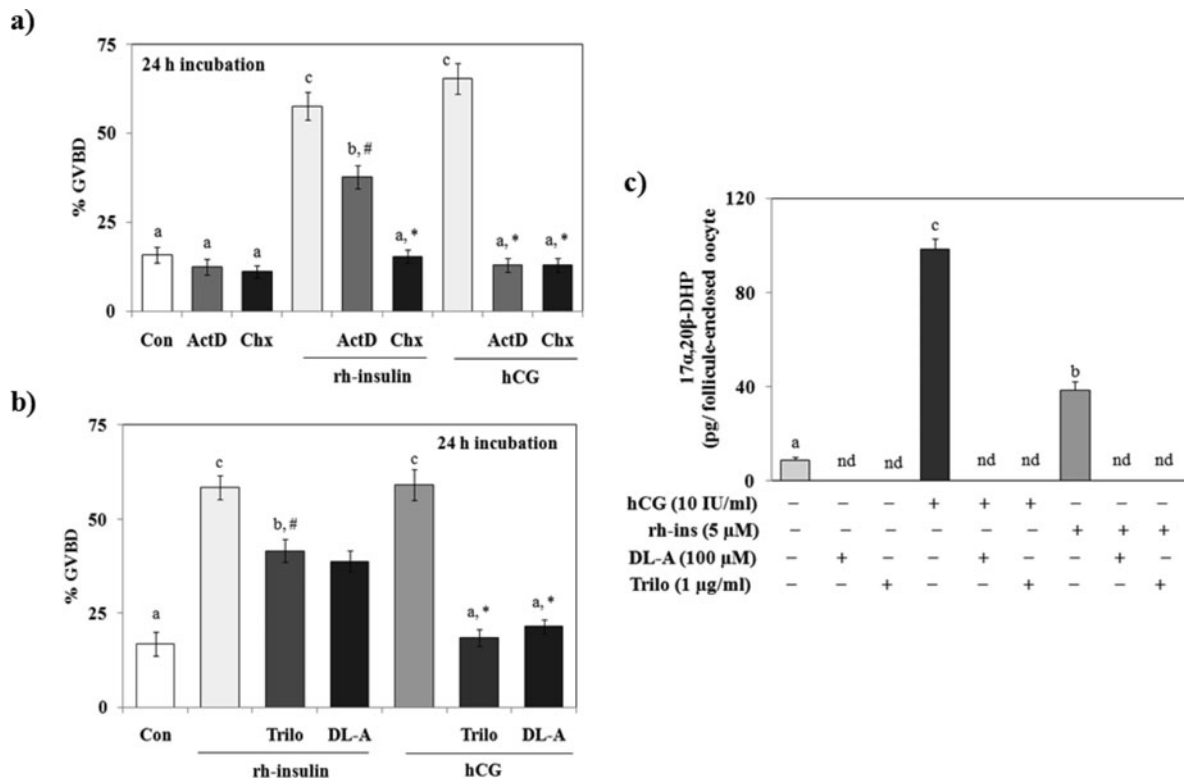 a)
75
50
25
0
% GVBD
24 h incubation
a
a
a
c
b, #
a, *
c
a, *
a, *
Con ActD Chx ActD Chx ActD Chx
rh-insulin hCG
b)
75
50
25
0
% GVBD
24 h incubation
a
c
b, #
c
a, *
a, *
Con Trilo DL-A Trilo DL-A
rh-insulin hCG
c)
120
80
40
0
17α,20β-DHP
(pg/ follicule-enclosed oocyte
a
nd
nd
c
nd
nd
b
nd
nd
hCG (10 IU/ml) – – – + + + – – –
rh-ins (5 µM) – – – – – – + + +
DL-A (100 µM) – + – – + – – + –
Trilo (1 µg/ml) – – + – – + – – +